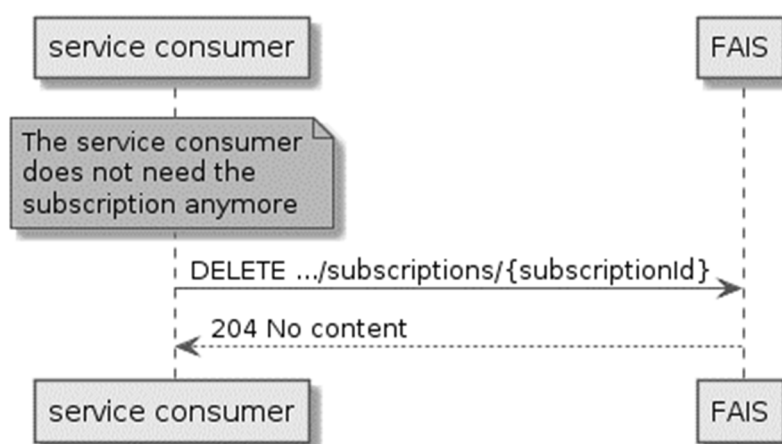 service consumer
FAIS
The service consumer
does not need the
subscription anymore
DELETE .../subscriptions/{subscriptionId}
204 No content
service consumer
FAIS